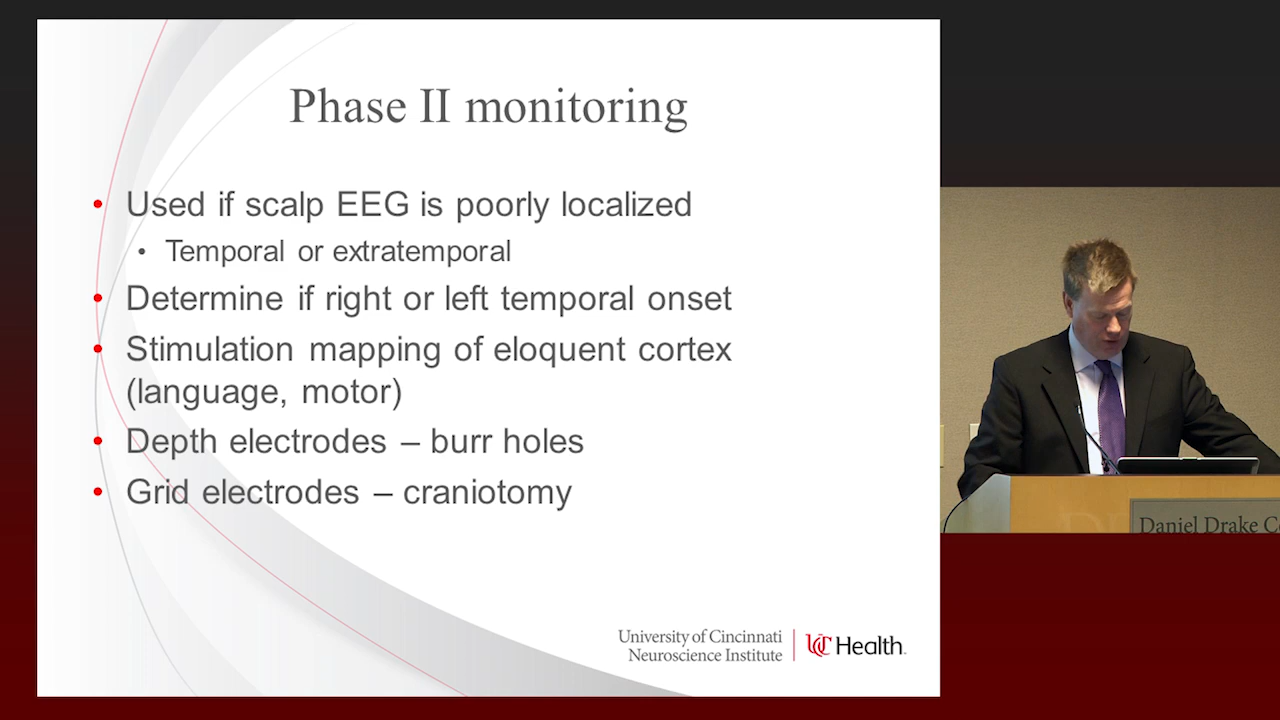 Phase II monitoring
• Used if scalp EEG is poorly localized
• Temporal or extratemporal
• Determine if right or left temporal onset
• Stimulation mapping of eloquent cortex
(language, motor)
• Depth electrodes – burr holes
• Grid electrodes – craniotomy
University of Cincinnati
Neuroscience Institute
UC Health
Daniel Drake